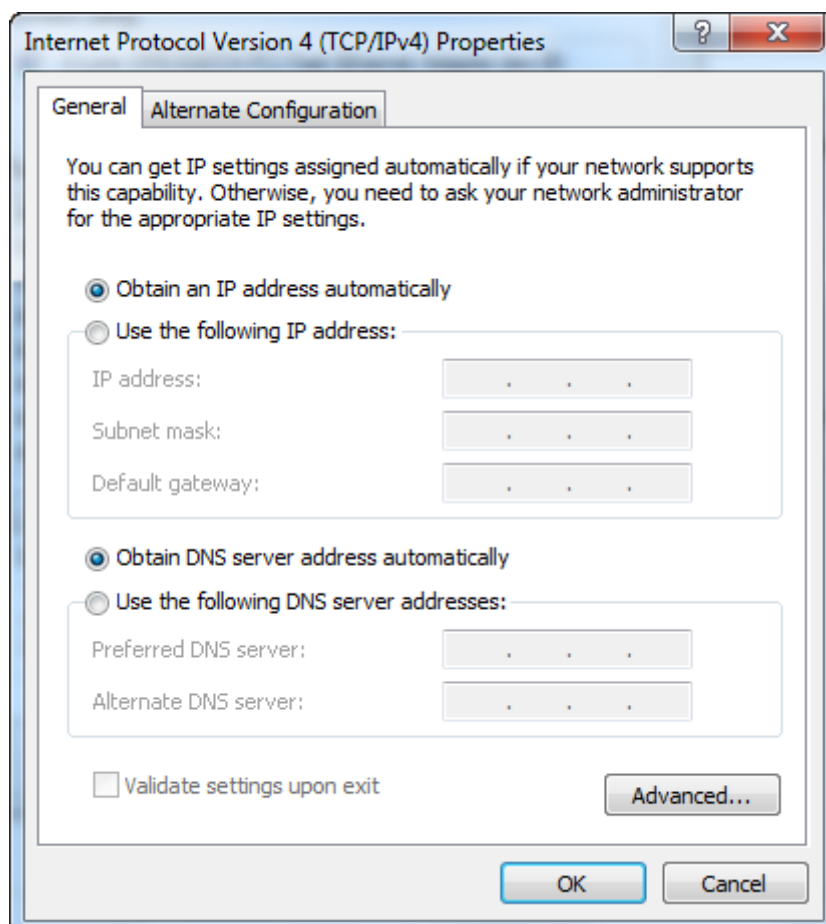 Internet Protocol Version 4 (TCP/IPv4) Properties
General
Alternate Configuration
You can get IP settings assigned automatically if your network supports
this capability. Otherwise, you need to ask your network administrator
for the appropriate IP settings.
Obtain an IP address automatically
Use the following IP address:
IP address:
Subnet mask:
Default gateway:
Obtain DNS server address automatically
Use the following DNS server addresses:
Preferred DNS server:
Alternate DNS server:
Validate settings upon exit
Advanced...
OK
Cancel